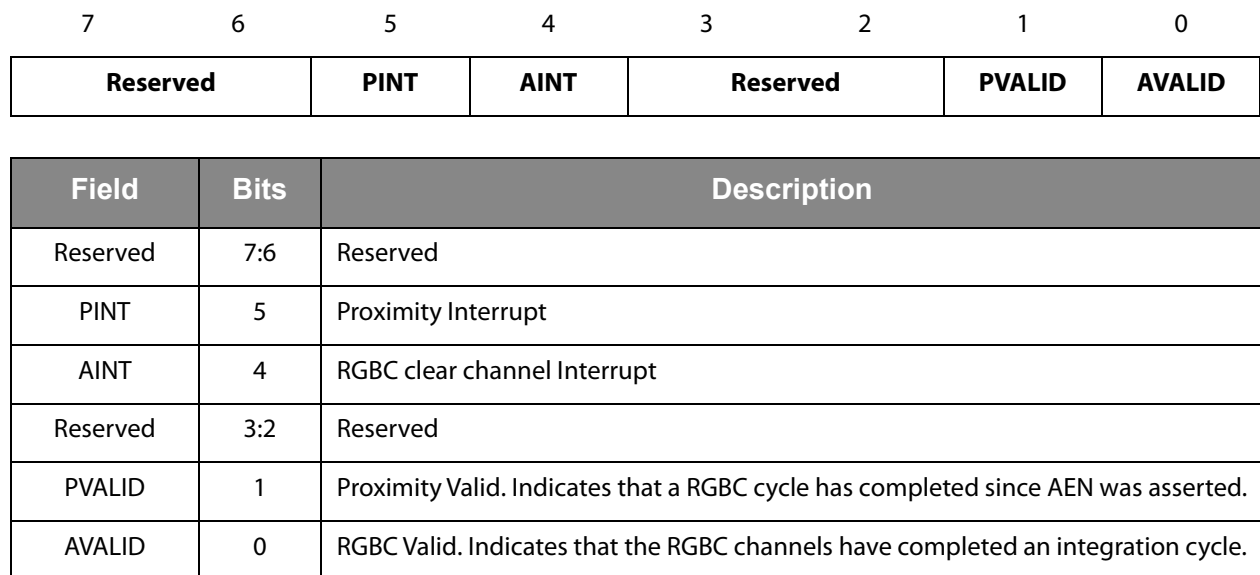 7 6 5 4 3 2 1 0
Reserved PINT AINT Reserved PVALID AVALID
Field Bits Description
Reserved 7:6 Reserved
PINT 5 Proximity Interrupt
AINT 4 RGBC clear channel Interrupt
Reserved 3:2 Reserved
PVALID 1 Proximity Valid. Indicates that a RGBC cycle has completed since AEN was asserted.
AVALID 0 RGBC Valid. Indicates that the RGBC channels have completed an integration cycle.